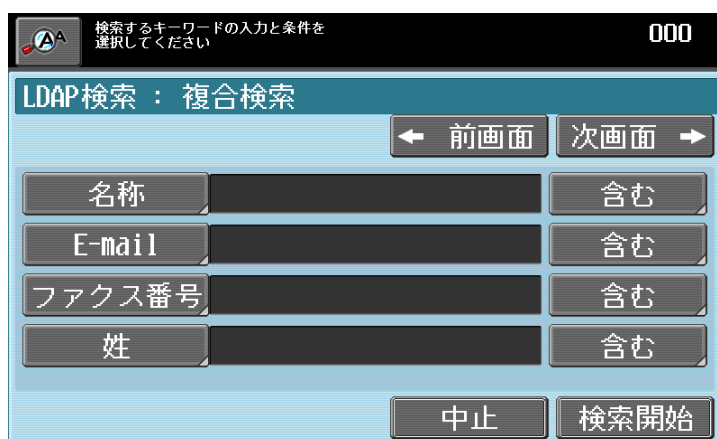 検索するキーワードの入力と条件を
選択してください
000
LDAP検索 : 複合検索
← 前画面 次画面 →
名称 含む
E-mail 含む
ファクス番号 含む
姓 含む
中止 検索開始